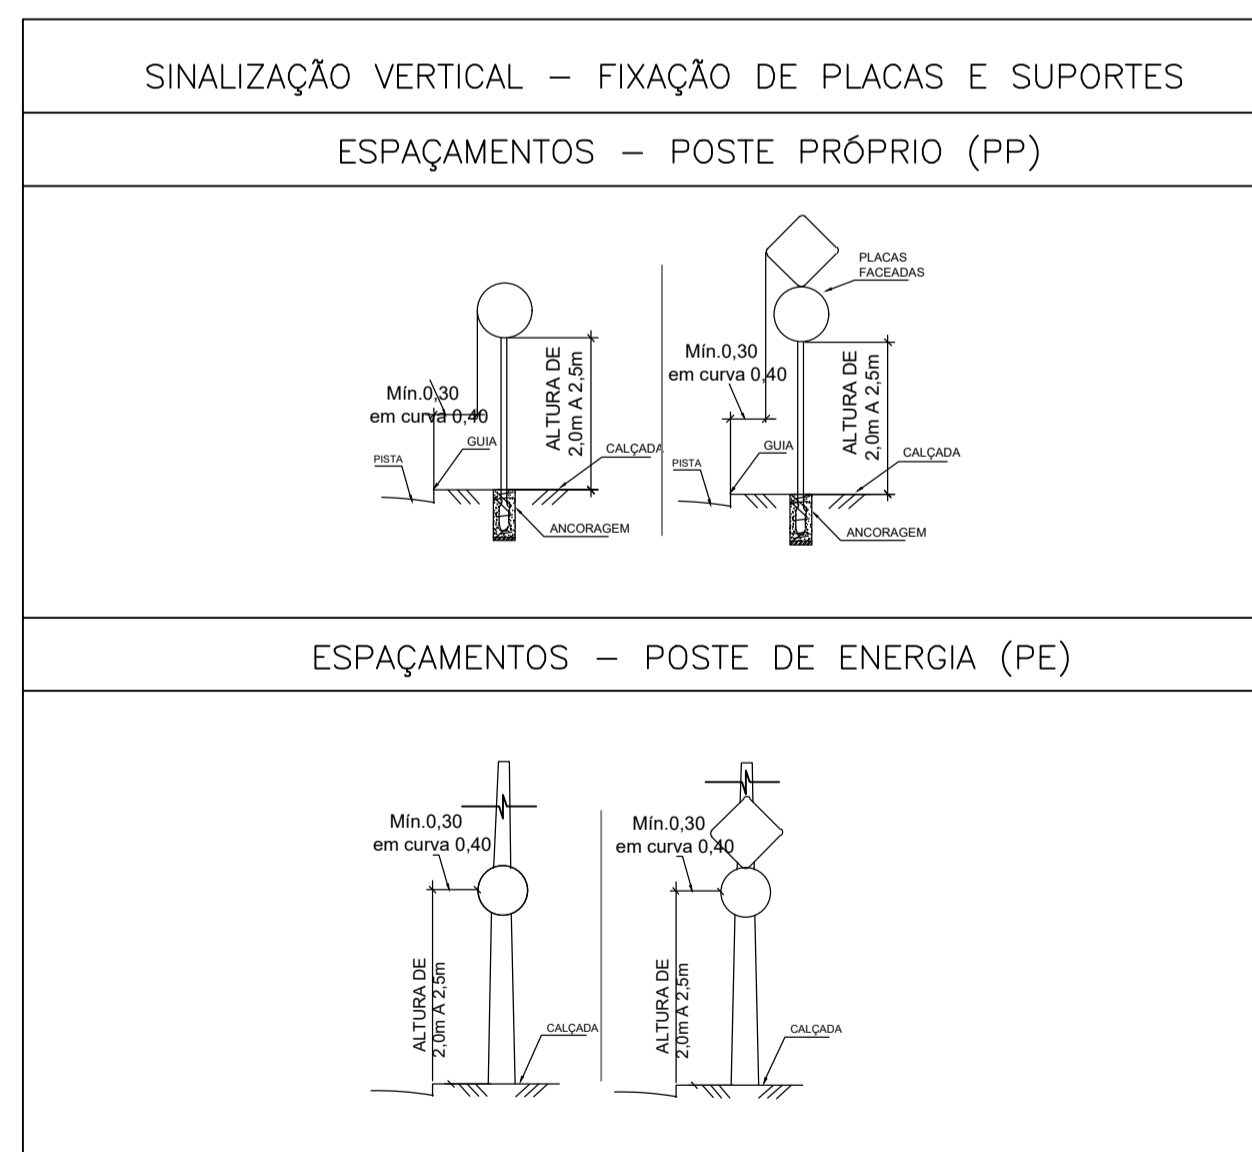 SINALIZAÇÃO VERTICAL – FIXAÇÃO DE PLACAS E SUPORTES
ESPAÇAMENTOS – POSTE PRÓPRIO (PP)
Mín.0,30
em curva 0,40
PISTA
GUIA
ALTURA DE
2,0m A 2,5m
CALÇADA
ANCORAGEM
PLACAS
FACEADAS
Mín.0,30
em curva 0,40
PISTA
GUIA
ALTURA DE
2,0m A 2,5m
CALÇADA
ANCORAGEM
ESPAÇAMENTOS – POSTE DE ENERGIA (PE)
Mín.0,30
em curva 0,40
ALTURA DE
2,0m A 2,5m
CALÇADA
Mín.0,30
em curva 0,40
ALTURA DE
2,0m A 2,5m
CALÇADA